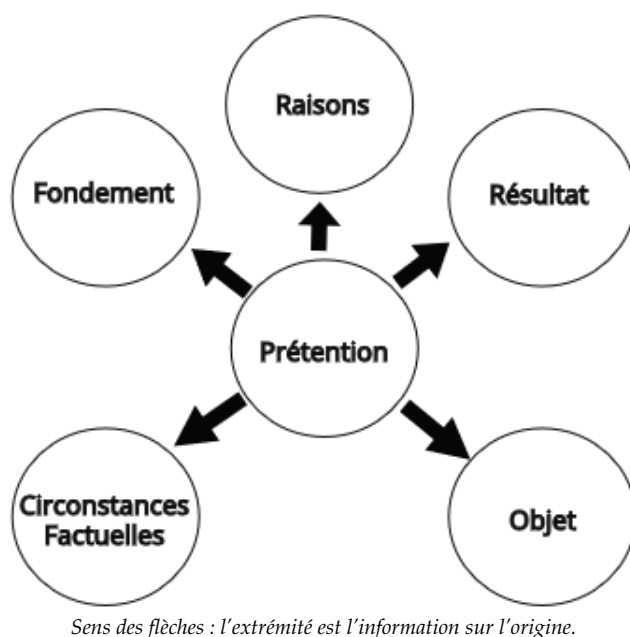 Raisons
Fondement
Résultat
Prétention
Circonstances
Factuelles
Objet
Sens des flèches : l'extrémité est l'information sur l'origine.